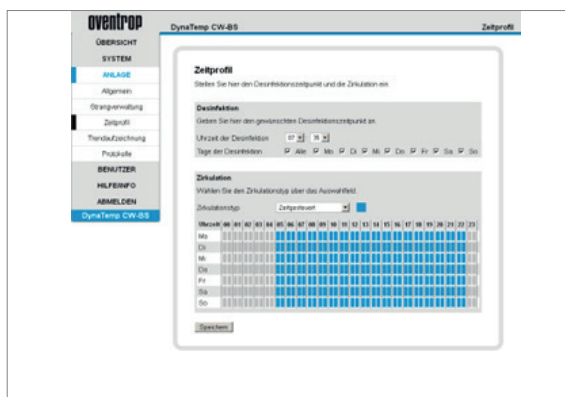 oventrop
DynaTemp CW-BS
Zeitprofil
ÜBERSICHT
SYSTEM
ANLAGE
Allgemein
Strangverwaltung
Zeitprofil
Trendaufzeichnung
Protokolle
BENUTZER
HILFE/INFO
ABMELDEN
DynaTemp CW-BS
Zeitprofil
Stellen Sie hier den Desinfektionszeitpunkt und die Zirkulation ein
Desinfektion
Geben Sie hier den gewünschten Desinfektionszeitpunkt an.
Uhrzeit der Desinfektion 07
Tage der Desinfektion Alle Mo Di Mi Do Fr Sa So
Zirkulation
Wählen Sie den Zirkulationstyp über das Auswahlfeld.
Zirkulationstyp: Zeitgesteuert
Uhrzeit 00 01 02 03 04 05 06 07 08 09 10 11 12 13 14 15 16 17 18 19 20 21 22 23
Mo
Di
Mi
Do
Fr
Sa
So
Speichern